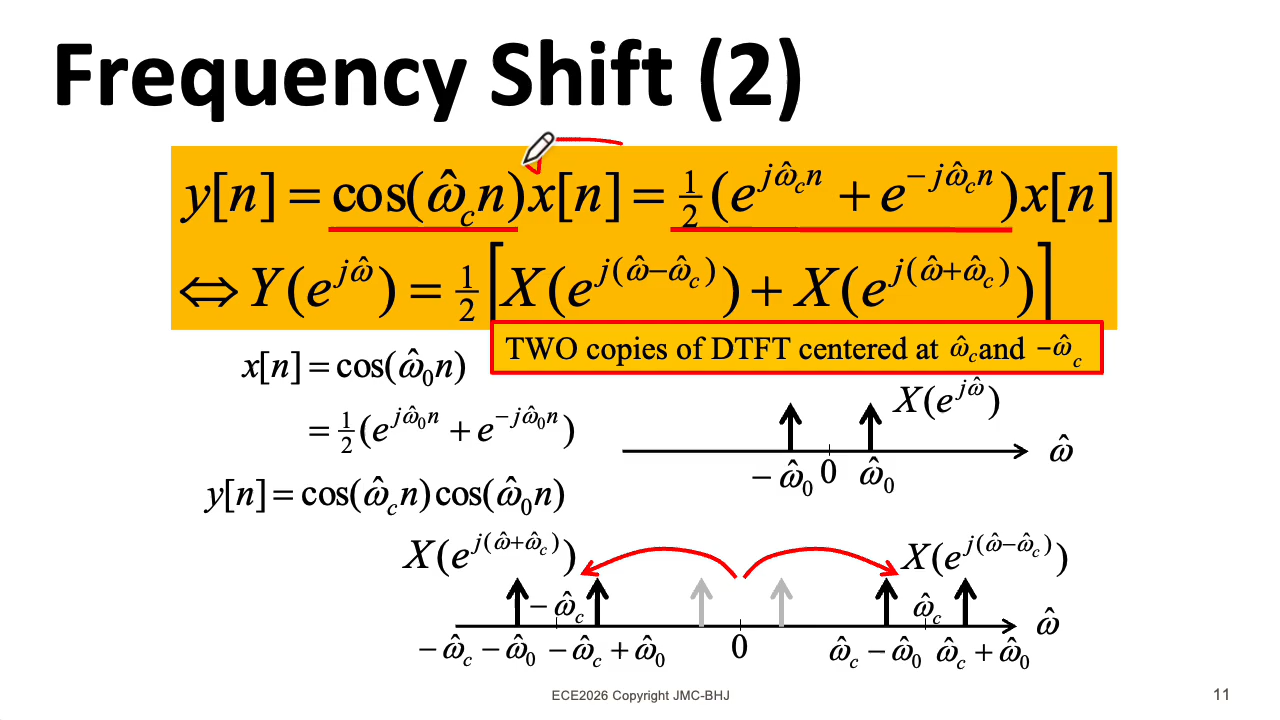 Frequency Shift (2)
y[n] = cos(ω̂_c n)x[n] = ½(e^{jω̂_c n} + e^{−jω̂_c n})x[n]
⇔ Y(e^{jω̂}) = ½[X(e^{j(ω̂−ω̂_c)}) + X(e^{j(ω̂+ω̂_c)})]
TWO copies of DTFT centered at ω̂_c and −ω̂_c
x[n] = cos(ω̂_0 n)
= ½(e^{jω̂_0 n} + e^{−jω̂_0 n})
X(e^{jω̂})
ω̂
−ω̂_0 0 ω̂_0
y[n] = cos(ω̂_c n)cos(ω̂_0 n)
X(e^{j(ω̂+ω̂_c)}) X(e^{j(ω̂−ω̂_c)})
−ω̂_c ω̂_c
ω̂
−ω̂_c − ω̂_0 −ω̂_c + ω̂_0 0 ω̂_c − ω̂_0 ω̂_c + ω̂_0
ECE2026 Copyright JMC-BHJ
11